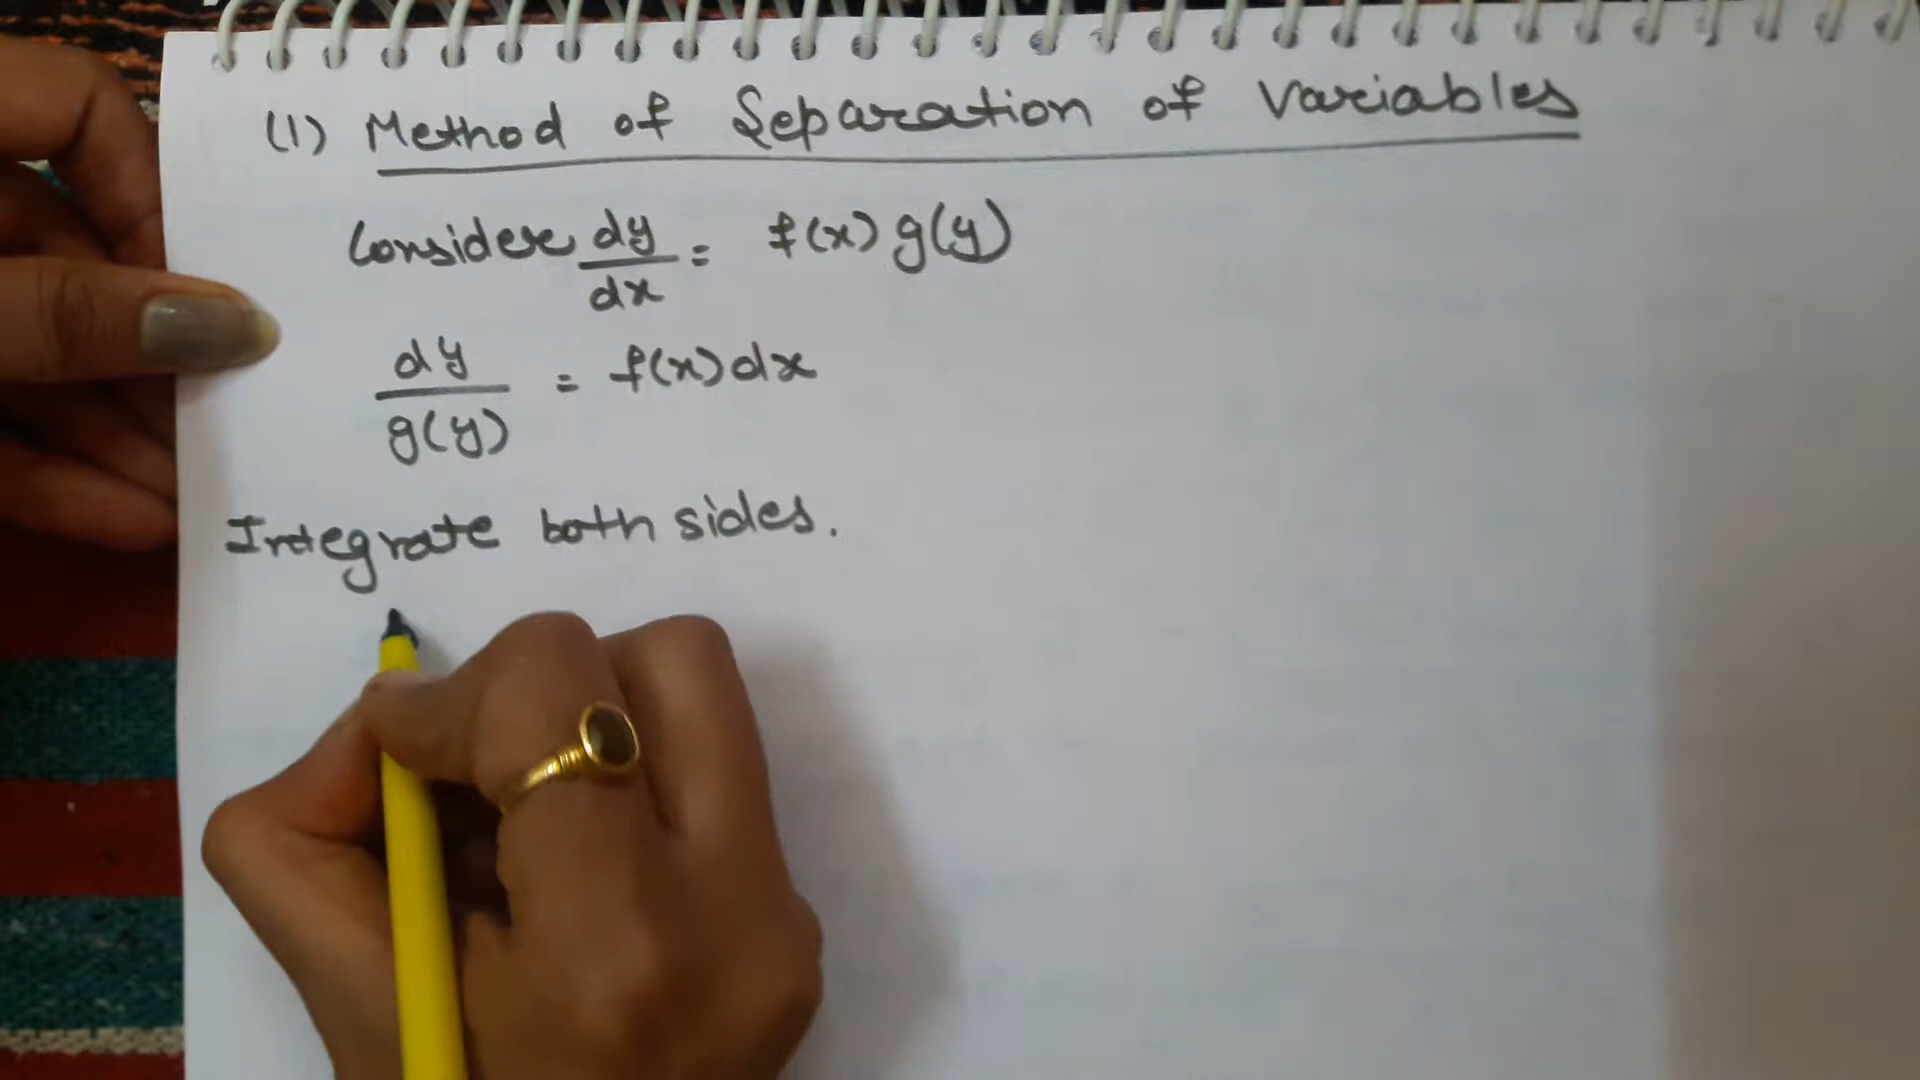 (1) Method of Separation of Variables
Consider dy/dx = f(x) g(y)
dy/g(y) = f(x) dx
Integrate both sides.